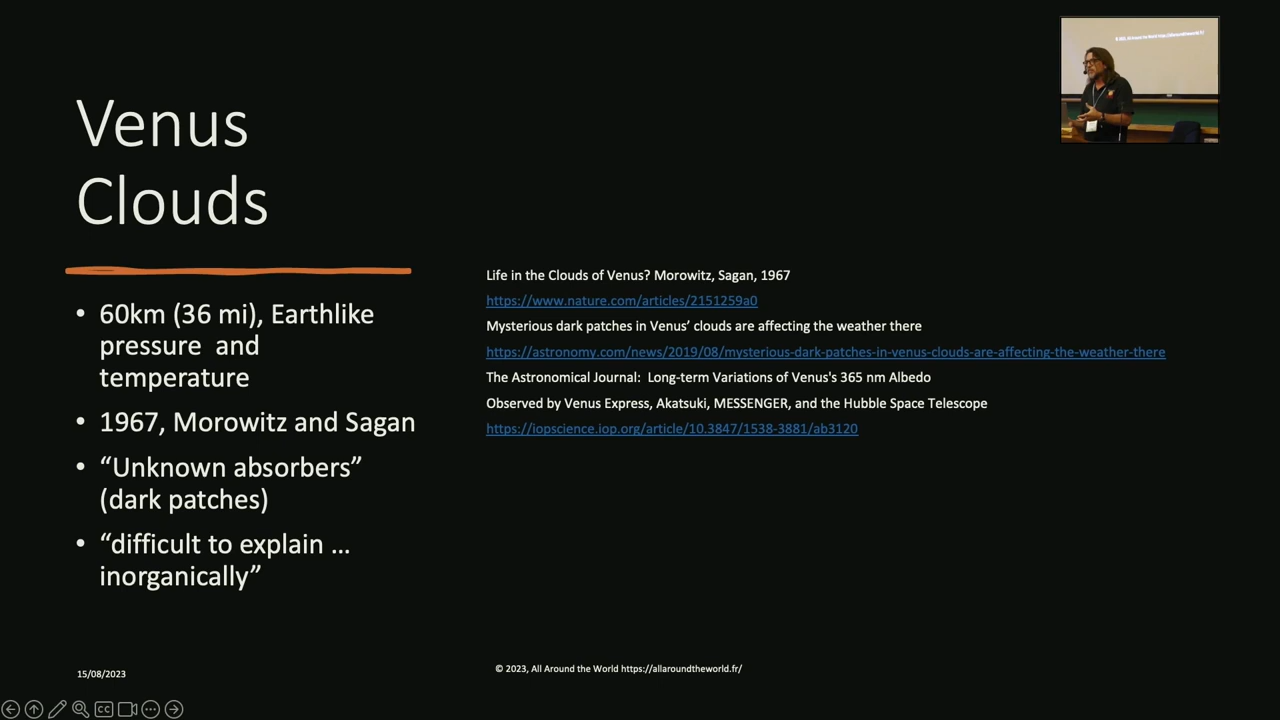 Venus
Clouds
• 60km (36 mi), Earthlike
pressure and
temperature
• 1967, Morowitz and Sagan
• “Unknown absorbers”
(dark patches)
• “difficult to explain …
inorganically”
Life in the Clouds of Venus? Morowitz, Sagan, 1967
https://www.nature.com/articles/2151259a0
Mysterious dark patches in Venus’ clouds are affecting the weather there
https://astronomy.com/news/2019/08/mysterious-dark-patches-in-venus-clouds-are-affecting-the-weather-there
The Astronomical Journal: Long-term Variations of Venus's 365 nm Albedo
Observed by Venus Express, Akatsuki, MESSENGER, and the Hubble Space Telescope
https://iopscience.iop.org/article/10.3847/1538-3881/ab3120
15/08/2023
© 2023, All Around the World https://allaroundtheworld.fr/
CC